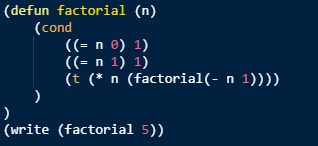 (defun factorial (n)
    (cond
        ((= n 0) 1)
        ((= n 1) 1)
        (t (* n (factorial(- n 1))))
    )
)
(write (factorial 5))